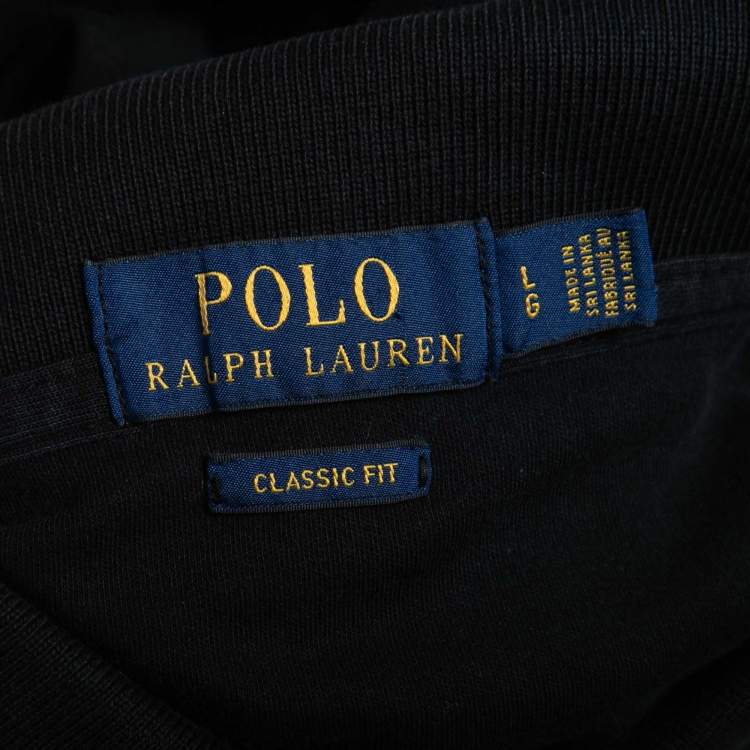 POLO
RALPH LAUREN
L
G
MADE IN
SRI LANKA
FABRIQUÉ AU
SRI LANKA
CLASSIC FIT